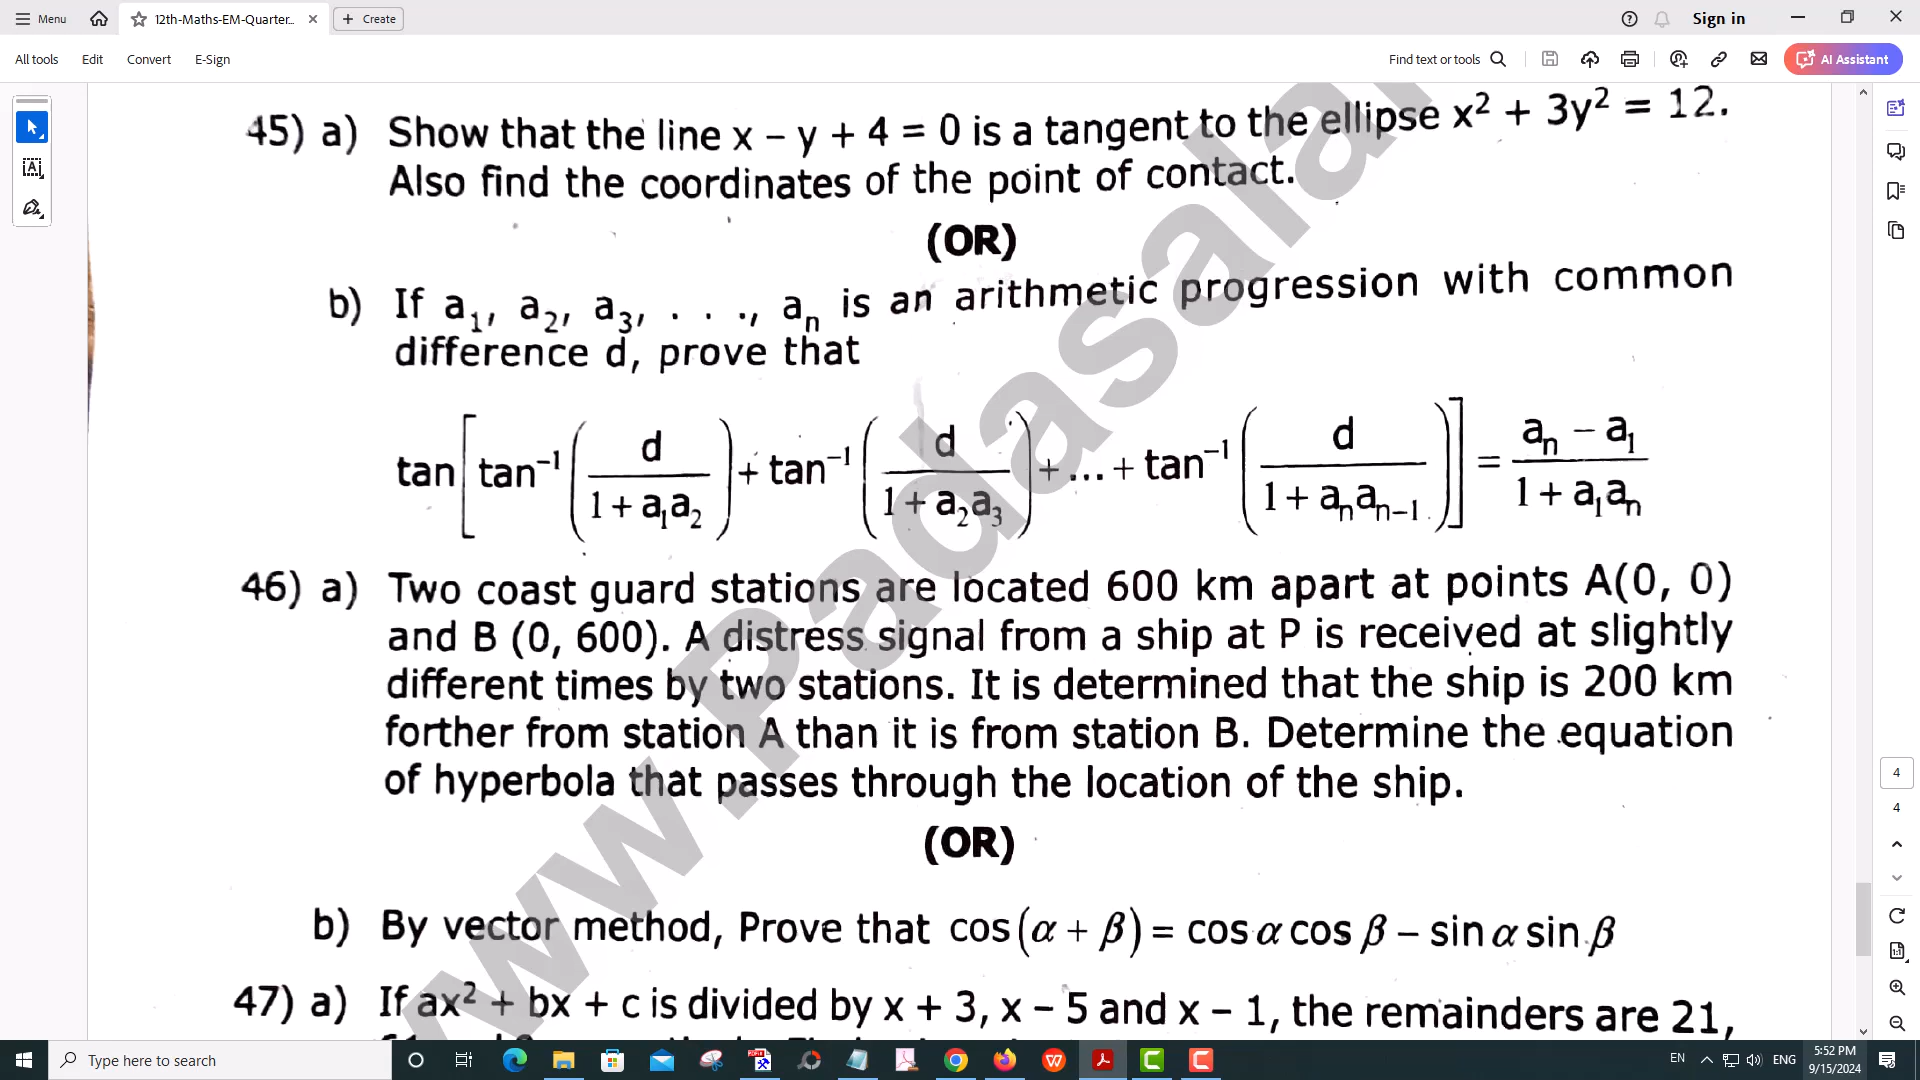 Menu
12th-Maths-EM-Quarter...
Create
Sign in
All tools
Edit
Convert
E-Sign
Find text or tools
AI Assistant
45) a) Show that the line x − y + 4 = 0 is a tangent to the ellipse x² + 3y² = 12.
Also find the coordinates of the point of contact.
(OR)
b) If a₁, a₂, a₃, . . ., aₙ is an arithmetic progression with common
difference d, prove that
tan[tan⁻¹(d/(1 + a₁a₂)) + tan⁻¹(d/(1 + a₂a₃)) + ... + tan⁻¹(d/(1 + aₙaₙ₋₁))] = (aₙ − a₁)/(1 + a₁aₙ)
46) a) Two coast guard stations are located 600 km apart at points A(0, 0)
and B (0, 600). A distress signal from a ship at P is received at slightly
different times by two stations. It is determined that the ship is 200 km
forther from station A than it is from station B. Determine the equation
of hyperbola that passes through the location of the ship.
(OR)
b) By vector method, Prove that cos(α + β) = cos α cos β − sin α sin β
47) a) If ax² + bx + c is divided by x + 3, x − 5 and x − 1, the remainders are 21,
www.Padasalai
4
4
Type here to search
EN
ENG
5:52 PM
9/15/2024